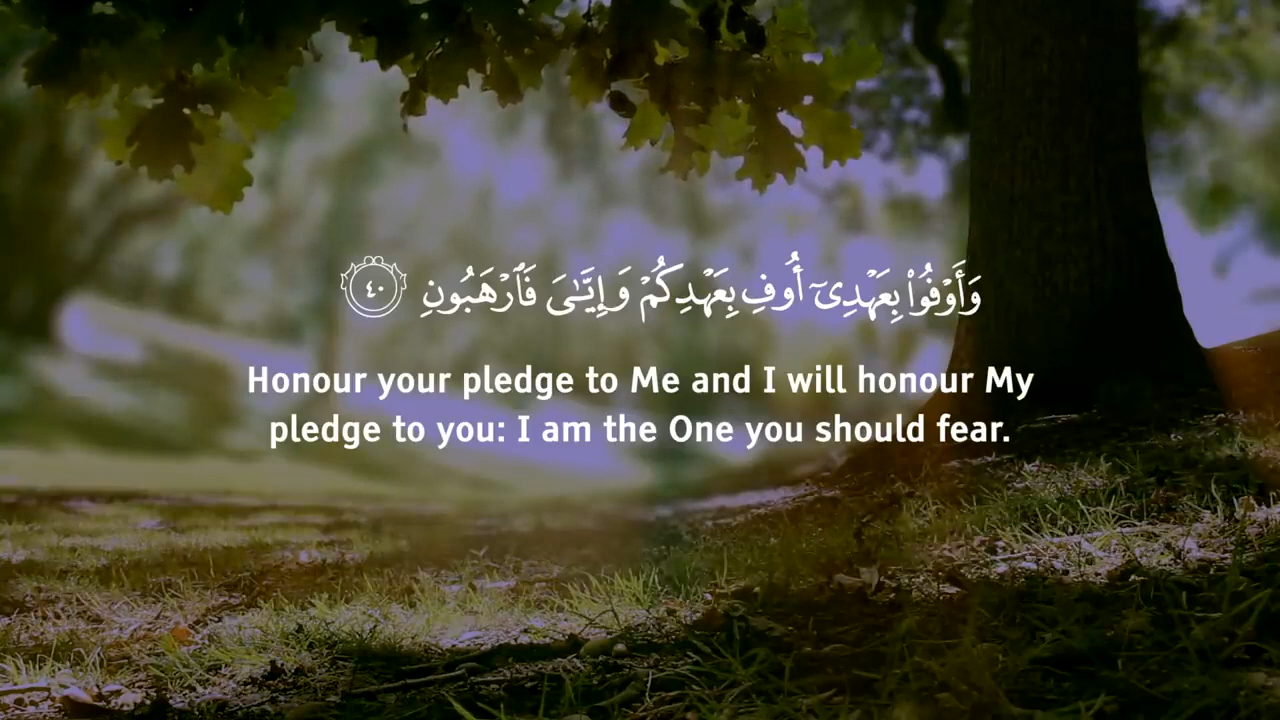 وَأَوْفُوا۟ بِعَهْدِىٓ أُوفِ بِعَهْدِكُمْ وَإِيَّـٰىَ فَٱرْهَبُونِ ٤٠
Honour your pledge to Me and I will honour My
pledge to you: I am the One you should fear.